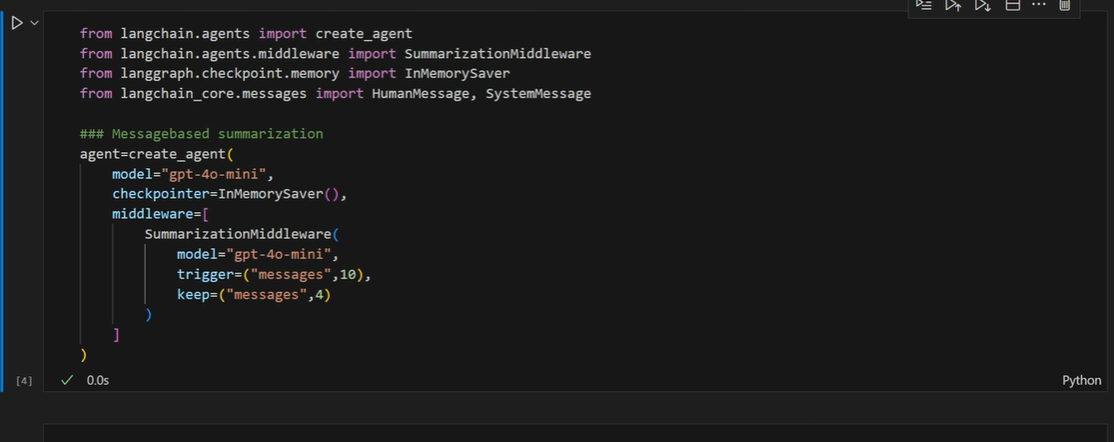 from langchain.agents import create_agent
from langchain.agents.middleware import SummarizationMiddleware
from langgraph.checkpoint.memory import InMemorySaver
from langchain_core.messages import HumanMessage, SystemMessage

### Messagebased summarization
agent=create_agent(
    model="gpt-4o-mini",
    checkpointer=InMemorySaver(),
    middleware=[
        SummarizationMiddleware(
            model="gpt-4o-mini",
            trigger=("messages",10),
            keep=("messages",4)
        )
    ]
)
[4] 0.0s Python